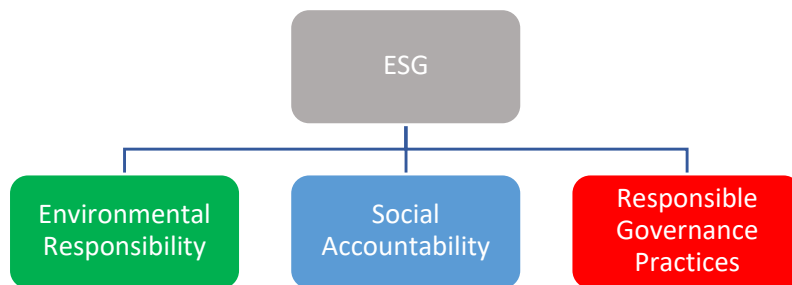 ESG
Environmental
Responsibility
Social
Accountability
Responsible
Governance
Practices